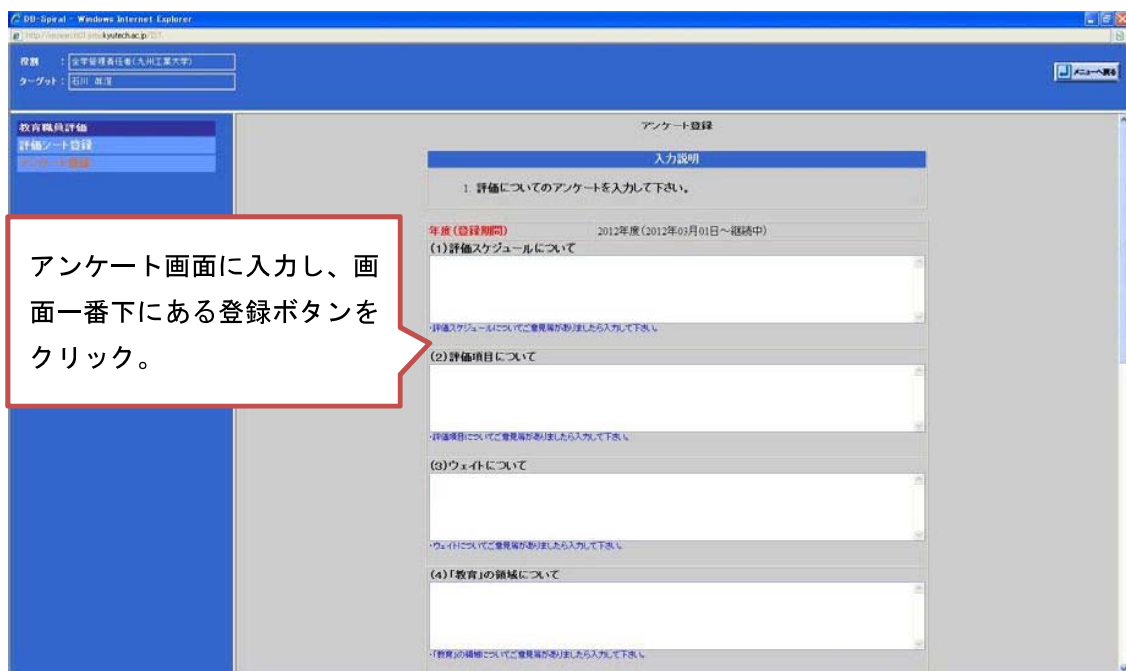 DB-Spiral - Windows Internet Explorer
kyutech.ac.jp
役割 : 全学管理責任者(九州工業大学)
ターゲット : 石川
メニューへ戻る
教育職員評価
評価シート登録
アンケート登録
アンケート登録
入力説明
1. 評価についてのアンケートを入力して下さい。
アンケート画面に入力し、画
面一番下にある登録ボタンを
クリック。
年度(登録期間) 2012年度(2012年03月01日～継続中)
(1)評価スケジュールについて
・評価スケジュールについてご意見等がありましたら入力して下さい。
(2)評価項目について
・評価項目についてご意見等がありましたら入力して下さい。
(3)ウェイトについて
・ウェイトについてご意見等がありましたら入力して下さい。
(4)「教育」の領域について
・「教育」の領域についてご意見等がありましたら入力して下さい。